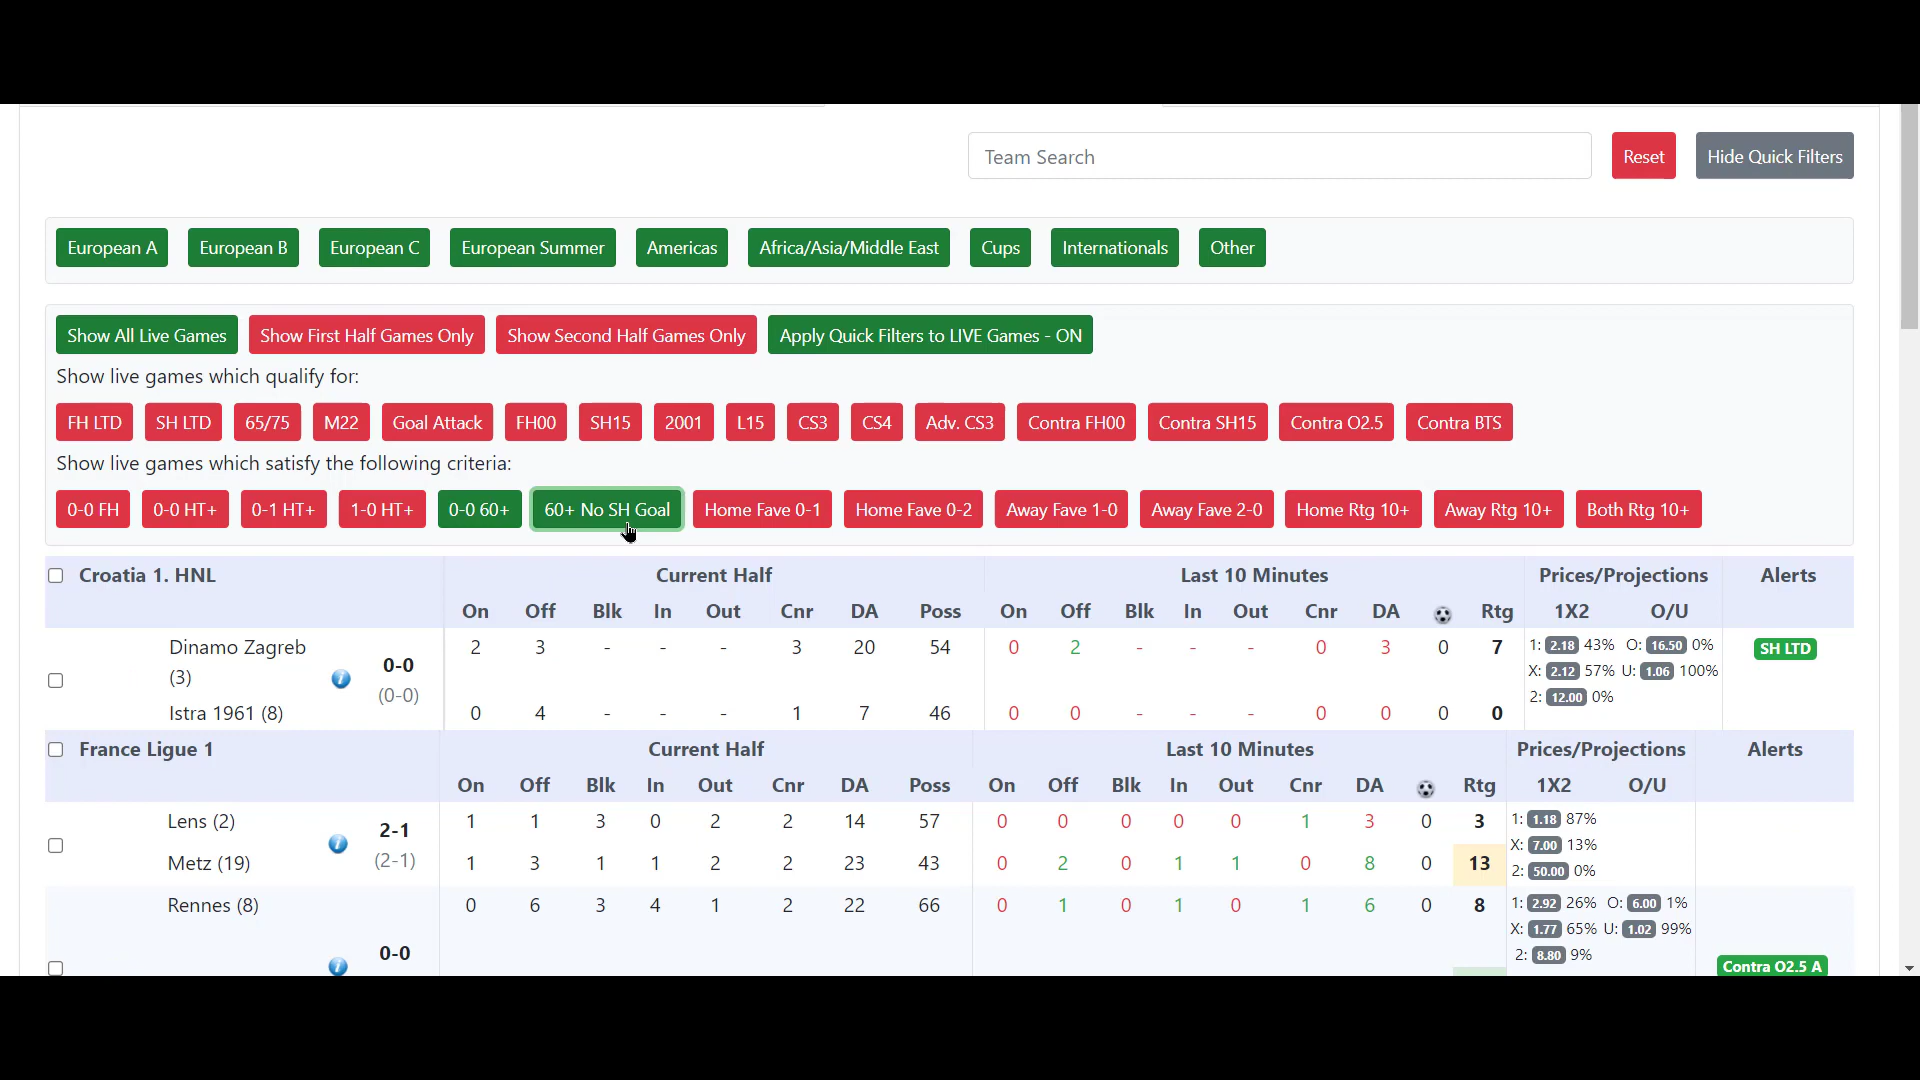 Team Search Reset Hide Quick Filters
European A European B European C European Summer Americas Africa/Asia/Middle East Cups Internationals Other
Show All Live Games Show First Half Games Only Show Second Half Games Only Apply Quick Filters to LIVE Games - ON
Show live games which qualify for:
FH LTD SH LTD 65/75 M22 Goal Attack FH00 SH15 2001 L15 CS3 CS4 Adv. CS3 Contra FH00 Contra SH15 Contra O2.5 Contra BTS
Show live games which satisfy the following criteria:
0-0 FH 0-0 HT+ 0-1 HT+ 1-0 HT+ 0-0 60+ 60+ No SH Goal Home Fave 0-1 Home Fave 0-2 Away Fave 1-0 Away Fave 2-0 Home Rtg 10+ Away Rtg 10+ Both Rtg 10+
Croatia 1. HNL Current Half Last 10 Minutes Prices/Projections Alerts
On Off Blk In Out Cnr DA Poss On Off Blk In Out Cnr DA Rtg 1X2 O/U
Dinamo Zagreb 2 3 - - - 3 20 54 0 2 - - - 0 3 0 7 1: 2.18 43% O: 16.50 0% SH LTD
(3) 0-0 X: 2.12 57% U: 1.06 100%
(0-0) 2: 12.00 0%
Istra 1961 (8) 0 4 - - - 1 7 46 0 0 - - - 0 0 0 0
France Ligue 1 Current Half Last 10 Minutes Prices/Projections Alerts
On Off Blk In Out Cnr DA Poss On Off Blk In Out Cnr DA Rtg 1X2 O/U
Lens (2) 2-1 1 1 3 0 2 2 14 57 0 0 0 0 0 1 3 0 3 1: 1.18 87%
X: 7.00 13%
Metz (19) (2-1) 1 3 1 1 2 2 23 43 0 2 0 1 1 0 8 0 13 2: 50.00 0%
Rennes (8) 0 6 3 4 1 2 22 66 0 1 0 1 0 1 6 0 8 1: 2.92 26% O: 6.00 1%
X: 1.77 65% U: 1.02 99%
0-0 2: 8.80 9%
Contra O2.5 A